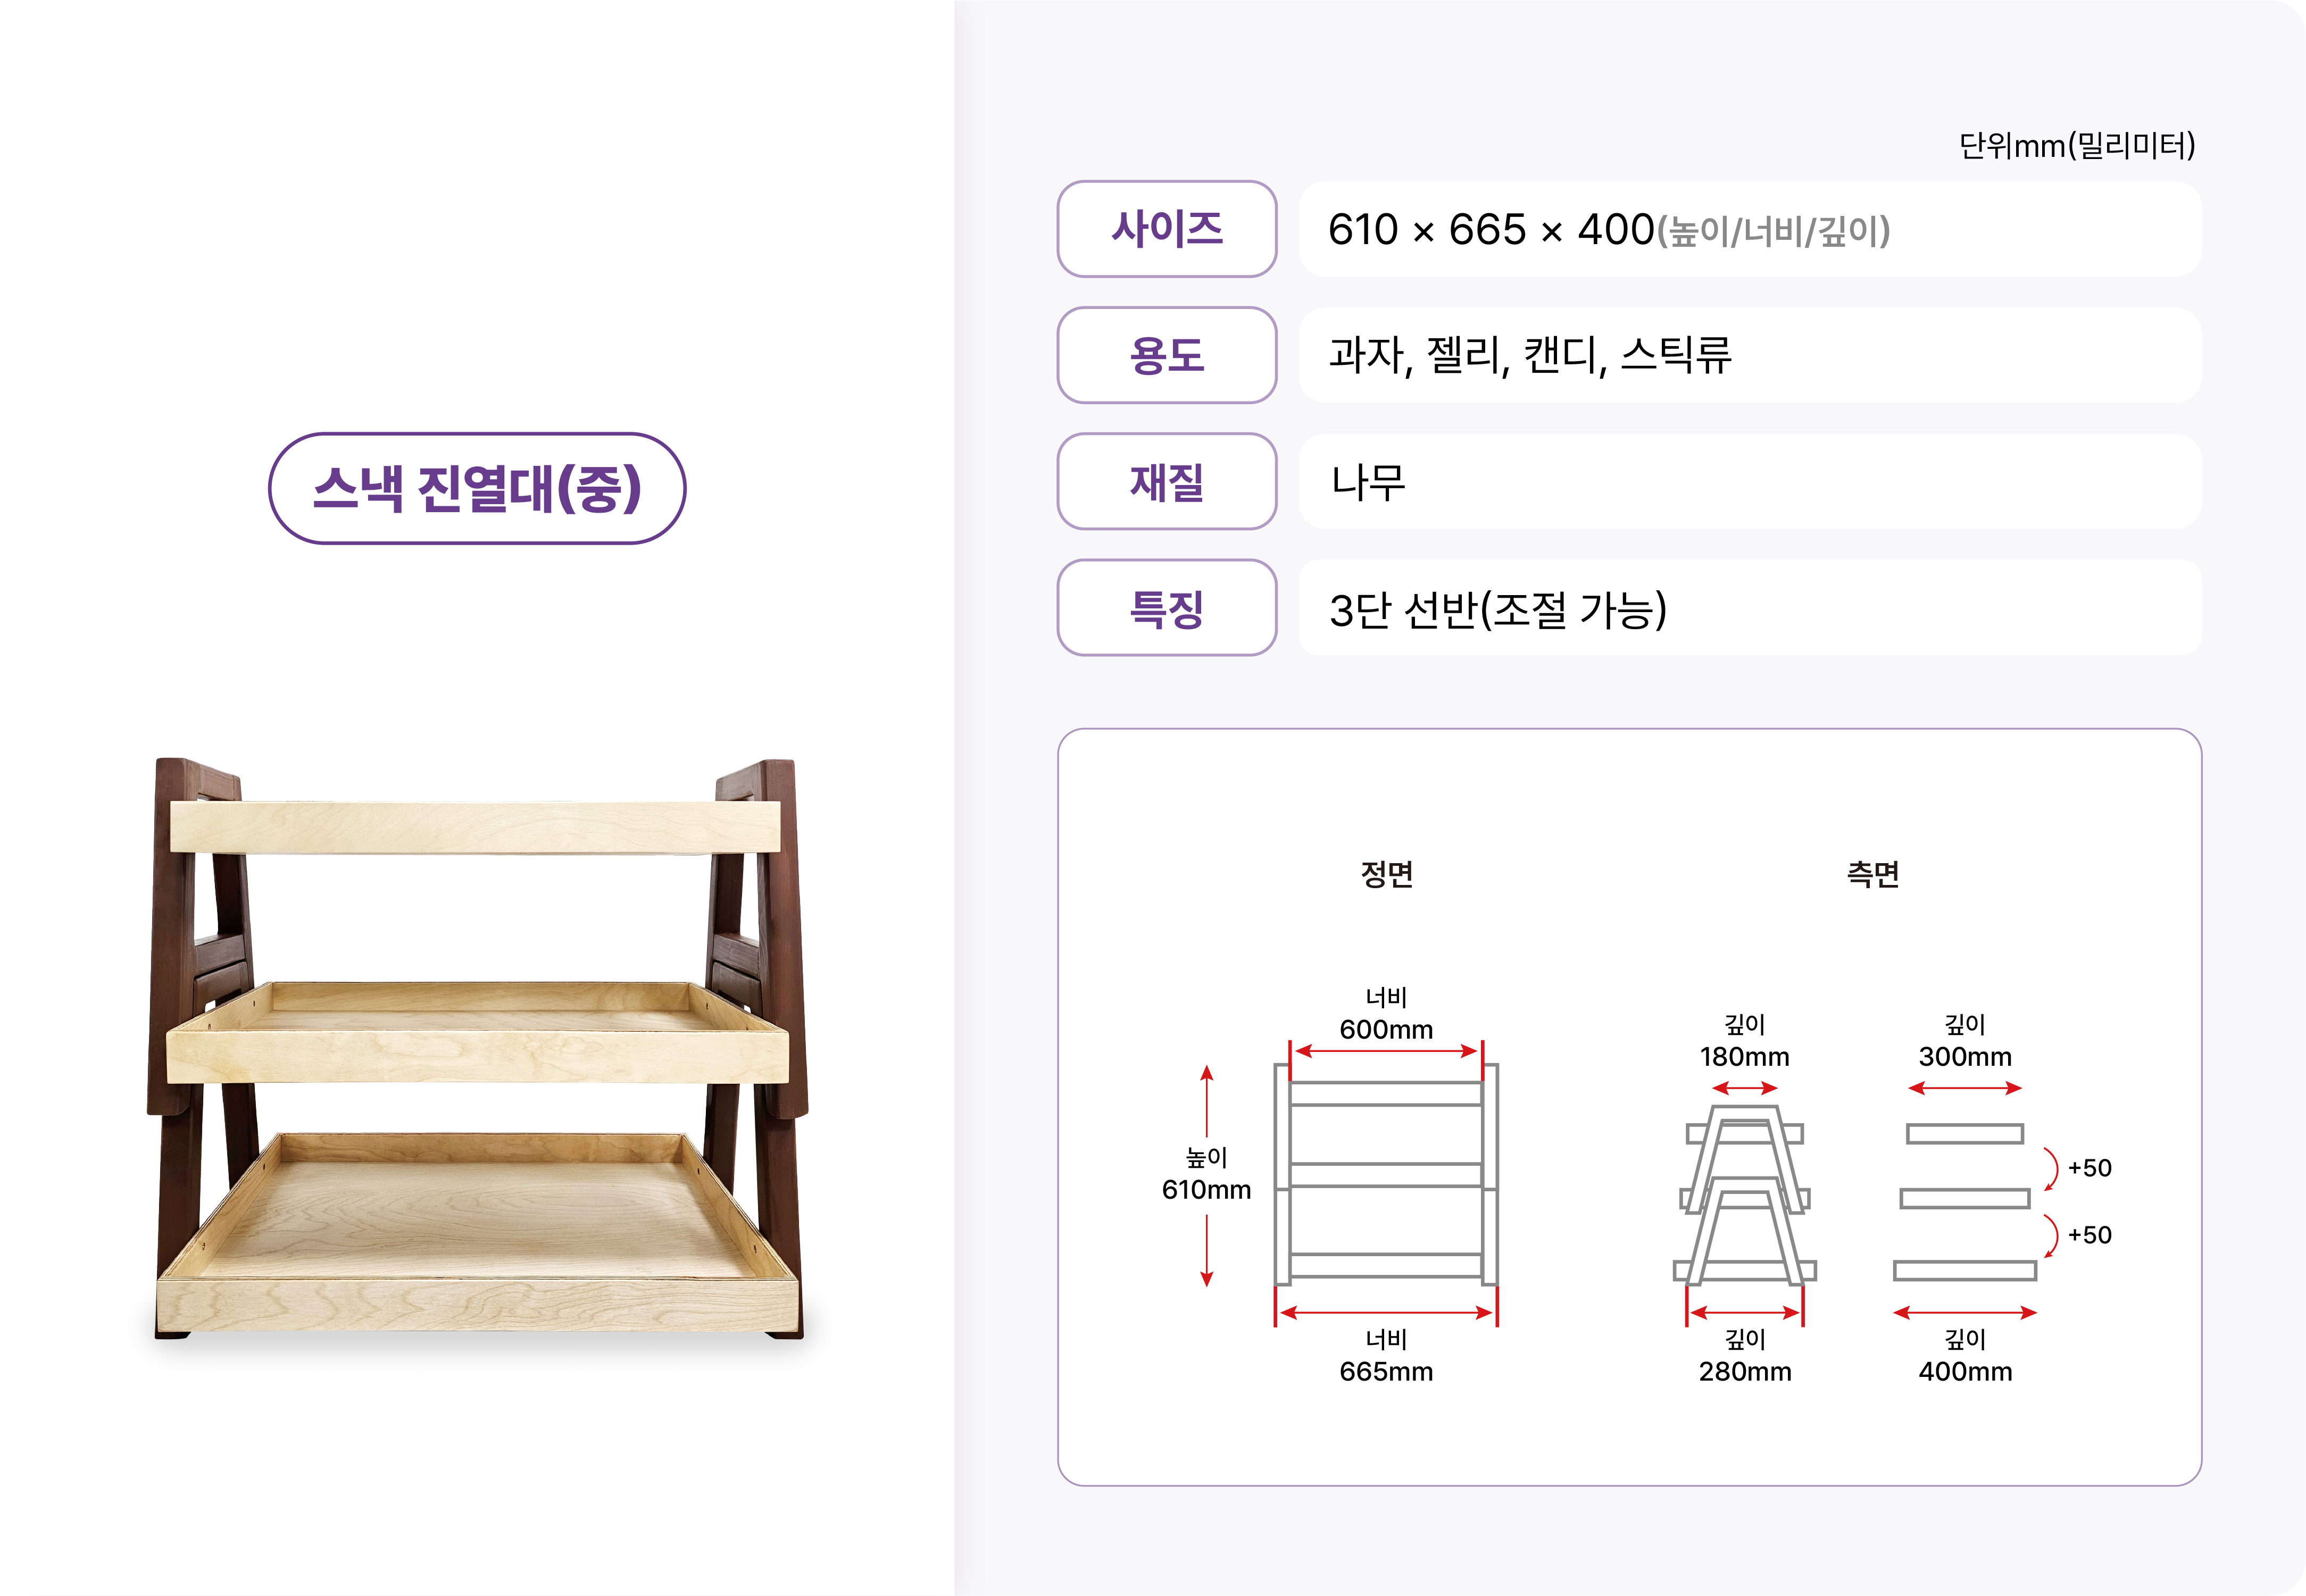 스낵 진열대(중)
단위mm(밀리미터)
사이즈
610 × 665 × 400(높이/너비/깊이)
용도
과자, 젤리, 캔디, 스틱류
재질
나무
특징
3단 선반(조절 가능)
정면
너비
600mm
높이
610mm
너비
665mm
측면
깊이
180mm
깊이
280mm
깊이
300mm
+50
+50
깊이
400mm